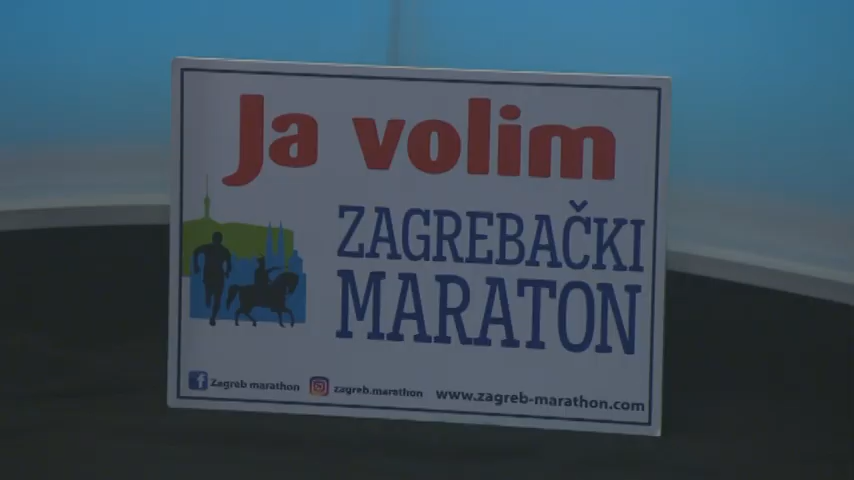 Ja volim
ZAGREBAČKI
MARATON
Zagreb marathon
zagreb.marathon
www.zagreb-marathon.com